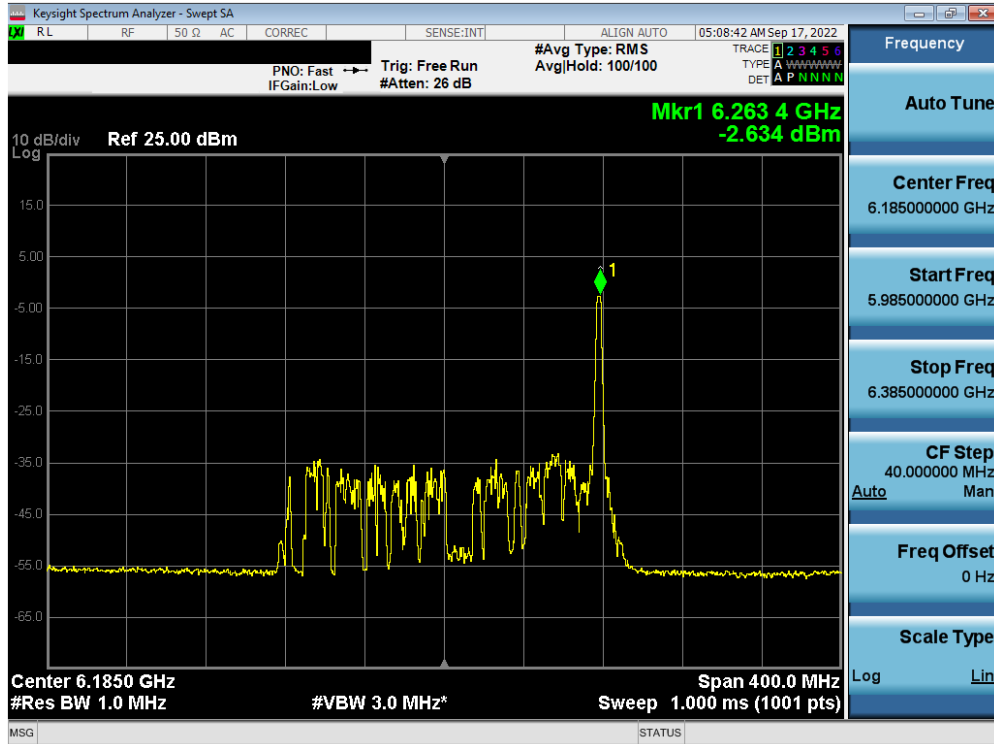 Keysight Spectrum Analyzer - Swept SA
LXI RL RF 50 Ω AC CORREC SENSE:INT ALIGN AUTO 05:08:42 AM Sep 17, 2022
PNO: Fast
IFGain:Low
Trig: Free Run
#Atten: 26 dB
#Avg Type: RMS
Avg|Hold: 100/100
TRACE 1 2 3 4 5 6
TYPE A WWWWW
DET A P N N N N
Mkr1 6.263 4 GHz
-2.634 dBm
10 dB/div Ref 25.00 dBm
Log
15.0
5.00
-5.00
-15.0
-25.0
-35.0
-45.0
-55.0
-65.0
1
Center 6.1850 GHz Span 400.0 MHz
#Res BW 1.0 MHz #VBW 3.0 MHz* Sweep 1.000 ms (1001 pts)
MSG STATUS
Frequency
Auto Tune
Center Freq
6.185000000 GHz
Start Freq
5.985000000 GHz
Stop Freq
6.385000000 GHz
CF Step
40.000000 MHz
Auto Man
Freq Offset
0 Hz
Scale Type
Log Lin